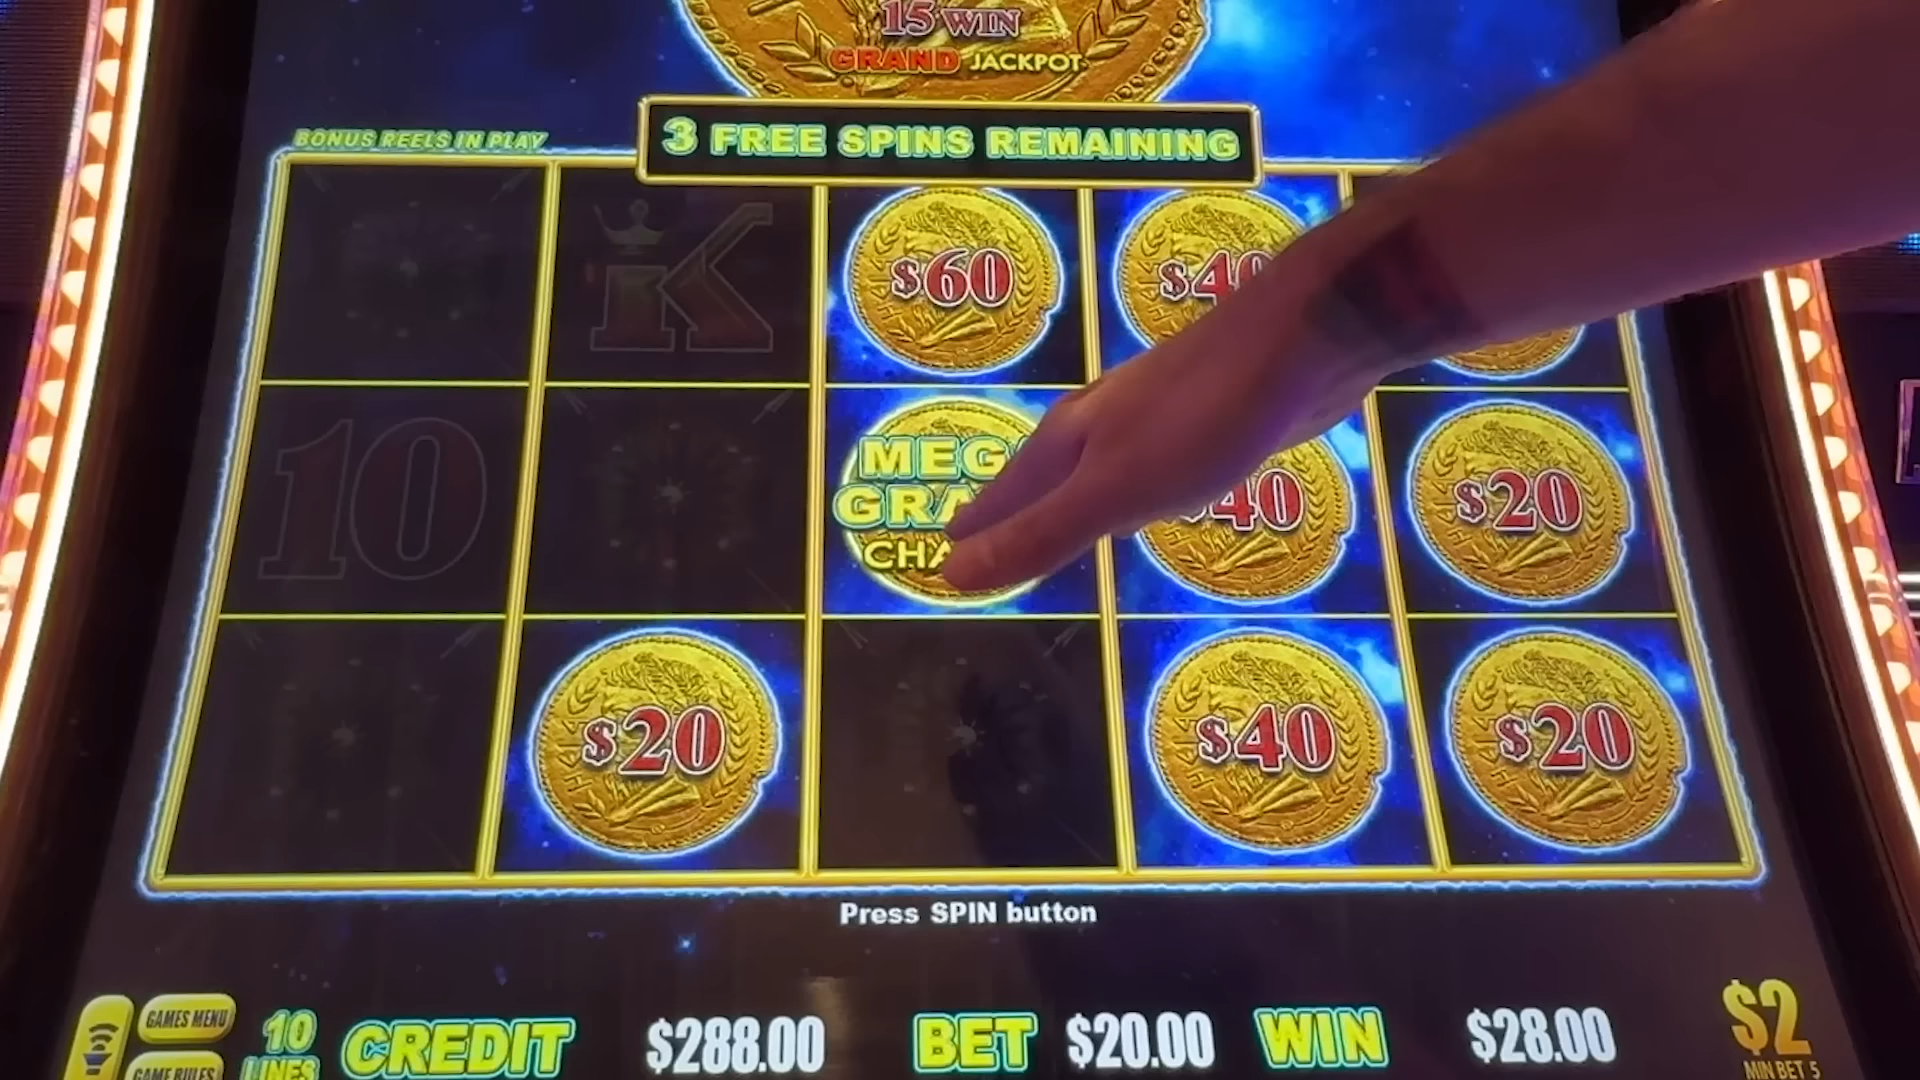 15 WIN
GRAND JACKPOT
BONUS REELS IN PLAY
3 FREE SPINS REMAINING
K
$60
10
$40
$20
$20
$40
$20
Press SPIN button
GAMES MENU
GAME RULES
10
LINES
CREDIT $288.00 BET $20.00 WIN $28.00
$2
MIN BET 5